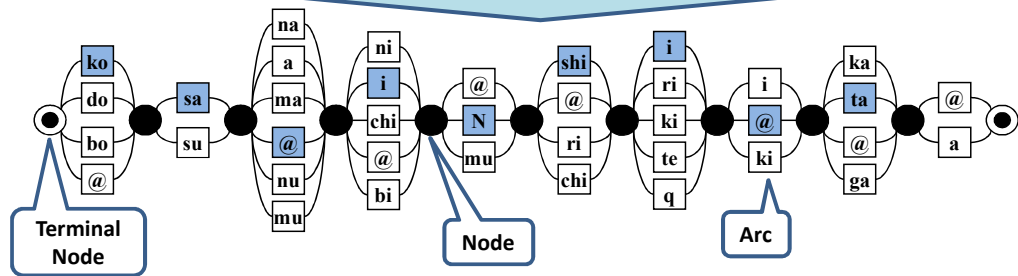 ko
do
bo
@
sa
su
na
a
ma
@
nu
mu
ni
i
chi
@
bi
@
N
mu
shi
@
ri
chi
i
ri
ki
te
q
i
@
ki
ka
ta
@
ga
@
a
Terminal
Node
Node
Arc